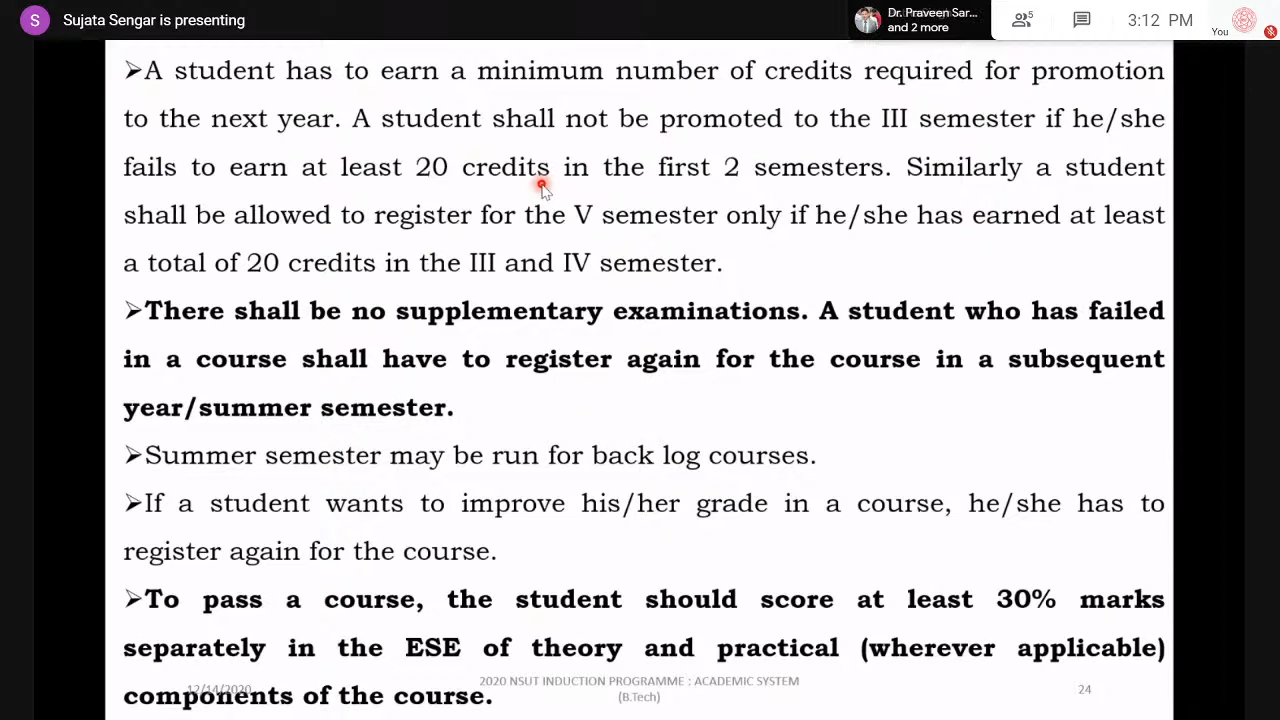 S Sujata Sengar is presenting
Dr. Praveen Sar...
and 2 more
5
3:12 PM
You
➢A student has to earn a minimum number of credits required for promotion
to the next year. A student shall not be promoted to the III semester if he/she
fails to earn at least 20 credits in the first 2 semesters. Similarly a student
shall be allowed to register for the V semester only if he/she has earned at least
a total of 20 credits in the III and IV semester.
➢There shall be no supplementary examinations. A student who has failed
in a course shall have to register again for the course in a subsequent
year/summer semester.
➢Summer semester may be run for back log courses.
➢If a student wants to improve his/her grade in a course, he/she has to
register again for the course.
➢To pass a course, the student should score at least 30% marks
separately in the ESE of theory and practical (wherever applicable)
components of the course.
12/14/2020
2020 NSUT INDUCTION PROGRAMME : ACADEMIC SYSTEM
(B.Tech)
24